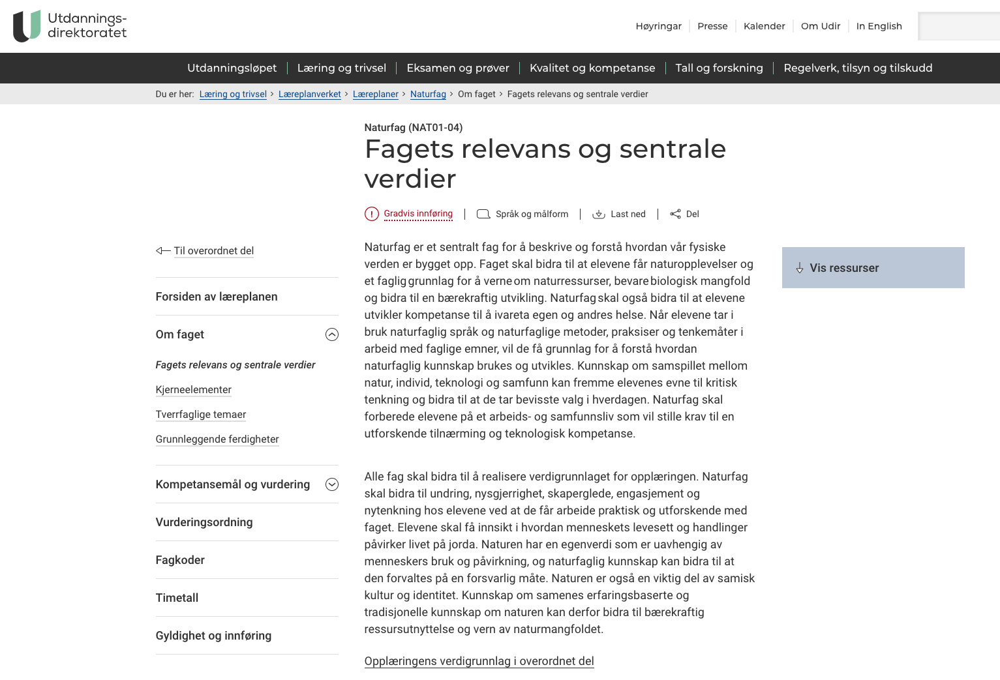 Utdannings-
direktoratet
Høyringar
Presse
Kalender
Om Udir
In English
Utdanningsløpet
Læring og trivsel
Eksamen og prøver
Kvalitet og kompetanse
Tall og forskning
Regelverk, tilsyn og tilskudd
Du er her: Læring og trivsel > Læreplanverket > Læreplaner > Naturfag > Om faget > Fagets relevans og sentrale verdier
Naturfag (NAT01-04)
Fagets relevans og sentrale
verdier
Gradvis innføring
Språk og målform
Last ned
Del
Til overordnet del
Forsiden av læreplanen
Om faget
Fagets relevans og sentrale verdier
Kjerneelementer
Tverrfaglige temaer
Grunnleggende ferdigheter
Kompetansemål og vurdering
Vurderingsordning
Fagkoder
Timetall
Gyldighet og innføring
Naturfag er et sentralt fag for å beskrive og forstå hvordan vår fysiske
verden er bygget opp. Faget skal bidra til at elevene får naturopplevelser og
et faglig grunnlag for å verne om naturressurser, bevare biologisk mangfold
og bidra til en bærekraftig utvikling. Naturfag skal også bidra til at elevene
utvikler kompetanse til å ivareta egen og andres helse. Når elevene tar i
bruk naturfaglig språk og naturfaglige metoder, praksiser og tenkemåter i
arbeid med faglige emner, vil de få grunnlag for å forstå hvordan
naturfaglig kunnskap brukes og utvikles. Kunnskap om samspillet mellom
natur, individ, teknologi og samfunn kan fremme elevenes evne til kritisk
tenkning og bidra til at de tar bevisste valg i hverdagen. Naturfag skal
forberede elevene på et arbeids- og samfunnsliv som vil stille krav til en
utforskende tilnærming og teknologisk kompetanse.
Alle fag skal bidra til å realisere verdigrunnlaget for opplæringen. Naturfag
skal bidra til undring, nysgjerrighet, skaperglede, engasjement og
nytenkning hos elevene ved at de får arbeide praktisk og utforskende med
faget. Elevene skal få innsikt i hvordan menneskets levesett og handlinger
påvirker livet på jorda. Naturen har en egenverdi som er uavhengig av
menneskers bruk og påvirkning, og naturfaglig kunnskap kan bidra til at
den forvaltes på en forsvarlig måte. Naturen er også en viktig del av samisk
kultur og identitet. Kunnskap om samenes erfaringsbaserte og
tradisjonelle kunnskap om naturen kan derfor bidra til bærekraftig
ressursutnyttelse og vern av naturmangfoldet.
Opplæringens verdigrunnlag i overordnet del
Vis ressurser